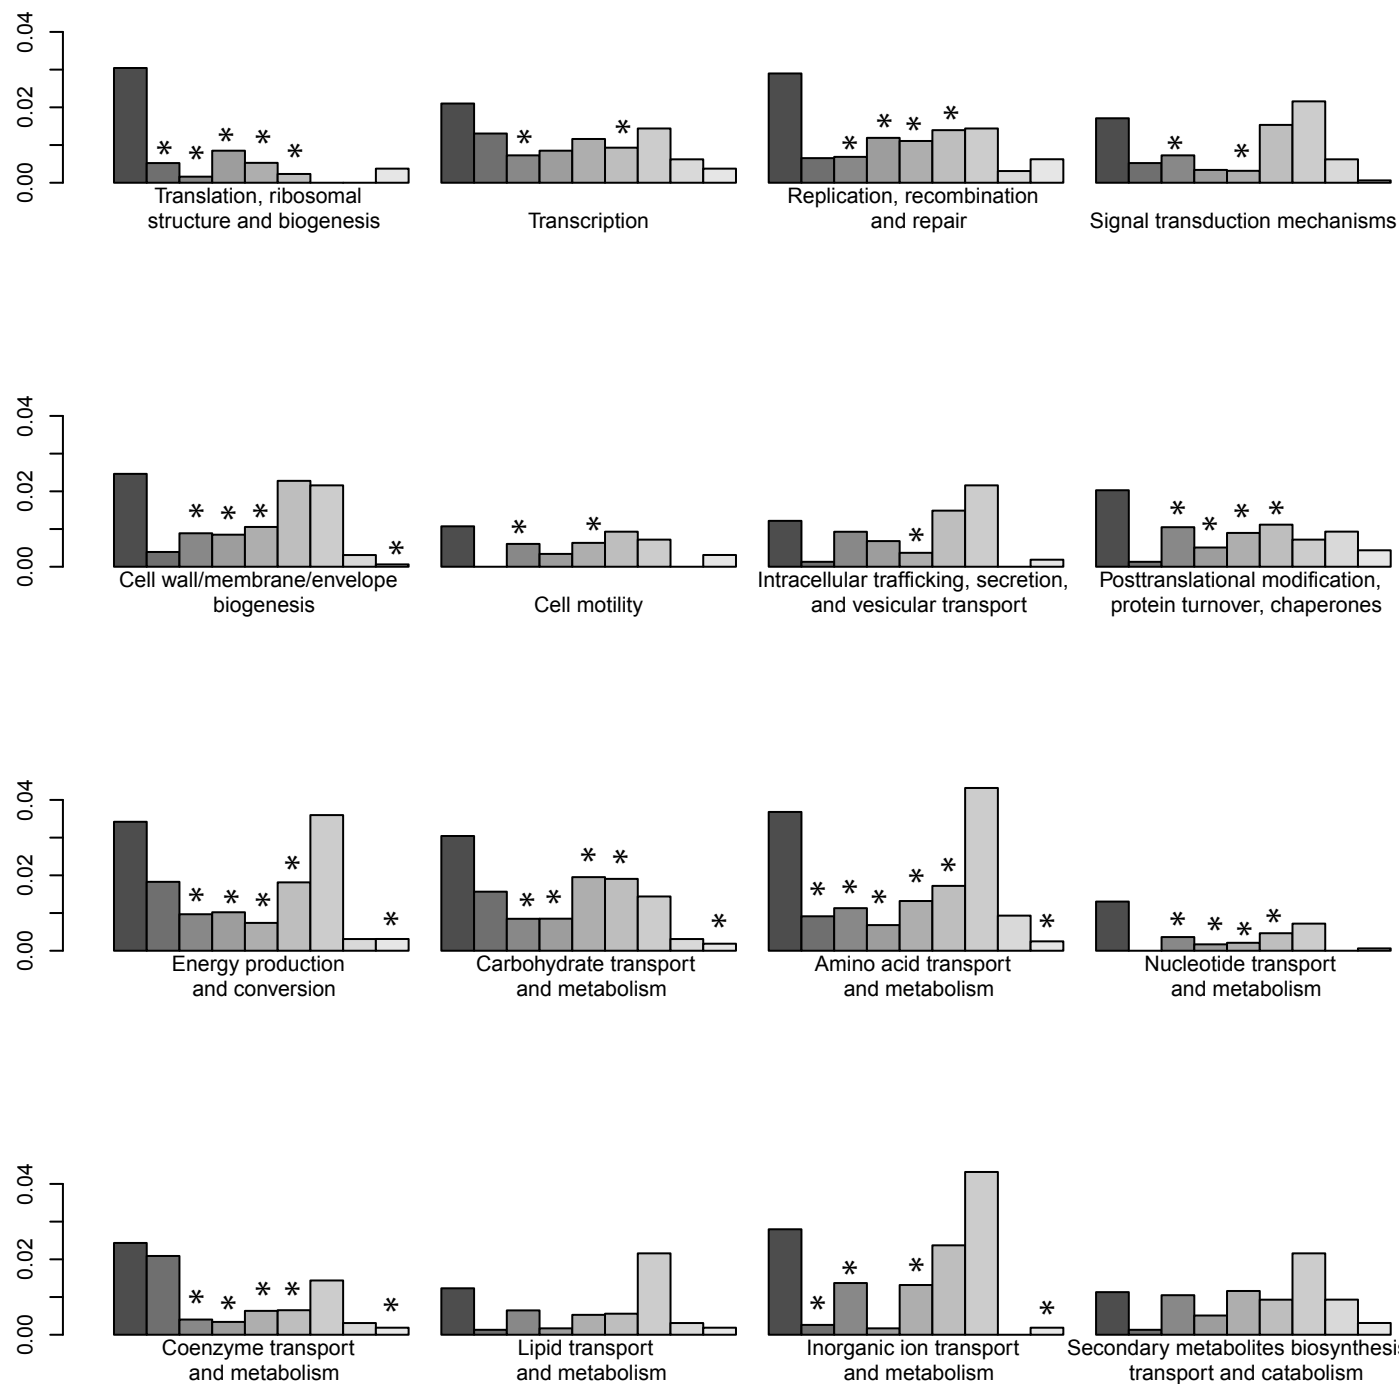 0.04
0.02
0.00
* * * * * *
* *
* * * *
* *
Translation, ribosomal
structure and biogenesis
Transcription
Replication, recombination
and repair
Signal transduction mechanisms
0.04
0.02
0.00
* * * *
* *
*
* * * *
Cell wall/membrane/envelope
biogenesis
Cell motility
Intracellular trafficking, secretion,
and vesicular transport
Posttranslational modification,
protein turnover, chaperones
0.04
0.02
0.00
* * * * *
* * * * *
* * * * * *
* * * *
Energy production
and conversion
Carbohydrate transport
and metabolism
Amino acid transport
and metabolism
Nucleotide transport
and metabolism
0.04
0.02
0.00
* * * * *
* * * *
Coenzyme transport
and metabolism
Lipid transport
and metabolism
Inorganic ion transport
and metabolism
Secondary metabolites biosynthesis
transport and catabolism